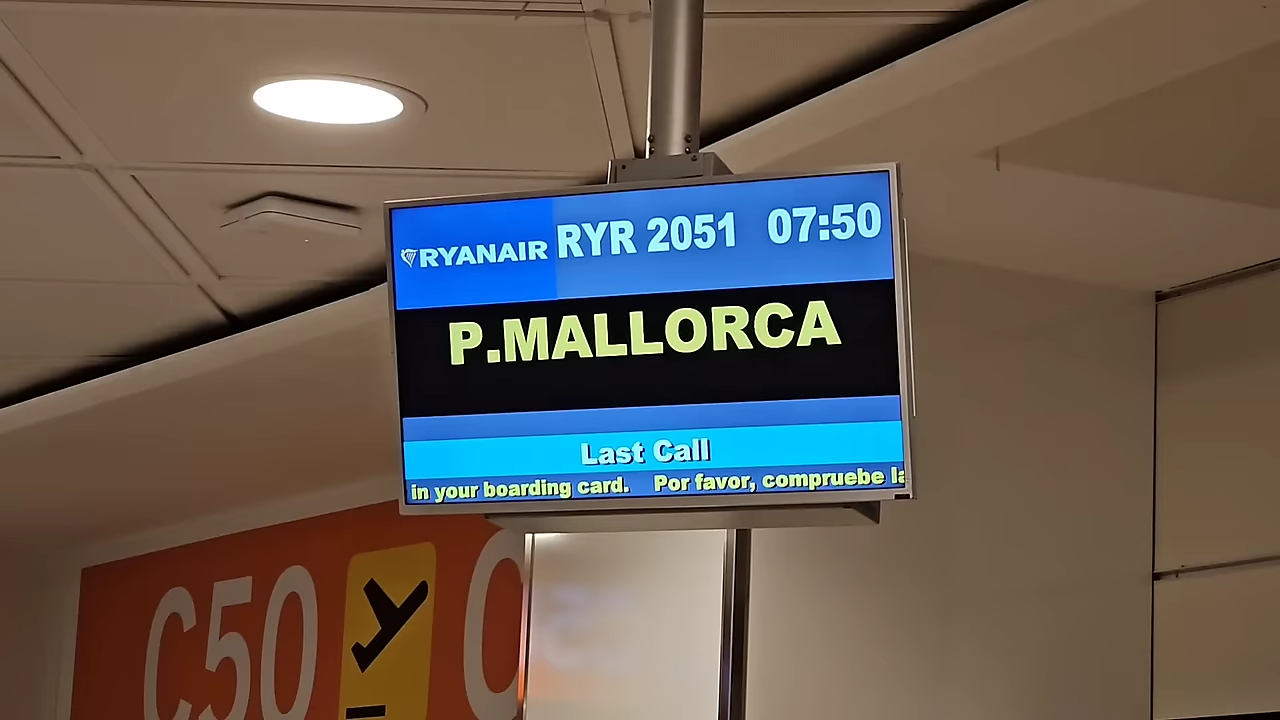 RYANAIR RYR 2051 07:50
P.MALLORCA
Last Call
in your boarding card. Por favor, compruebe la
C50